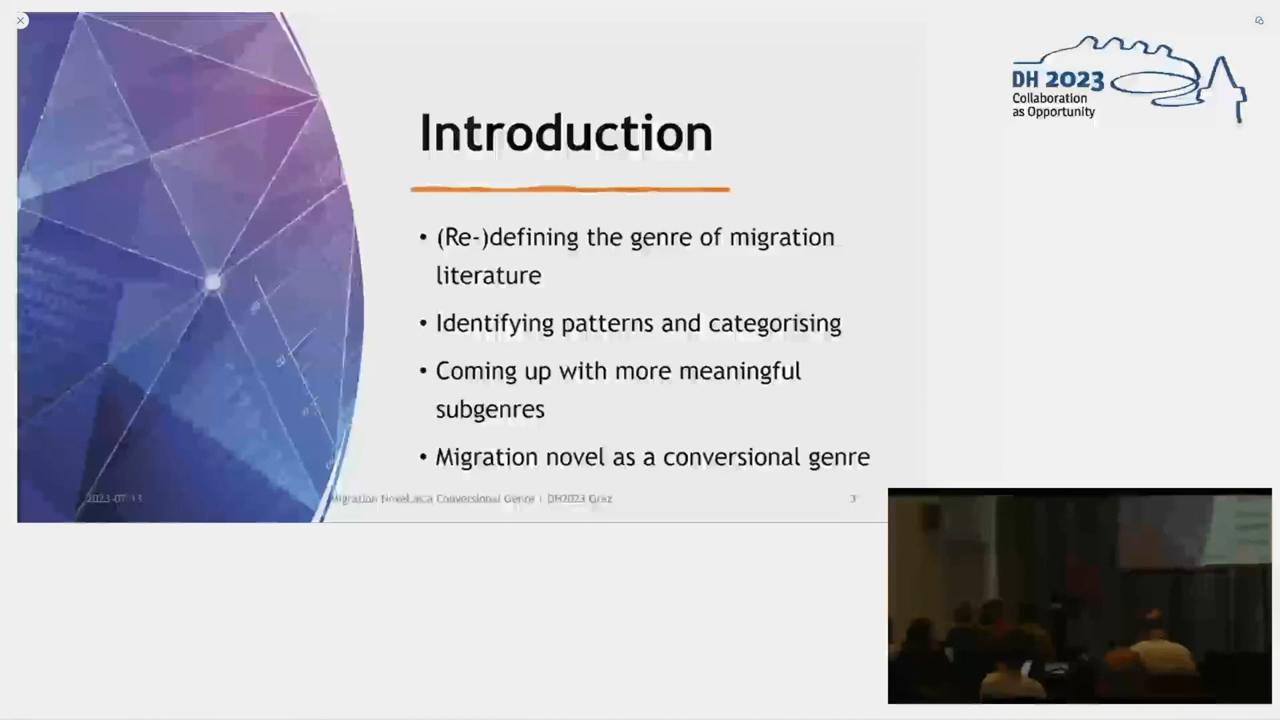 Introduction
• (Re-)defining the genre of migration
literature
• Identifying patterns and categorising
• Coming up with more meaningful
subgenres
• Migration novel as a conversional genre
2023-07-13
Migration Novel as a Conversional Genre | DH2023 Graz
3
DH 2023
Collaboration
as Opportunity